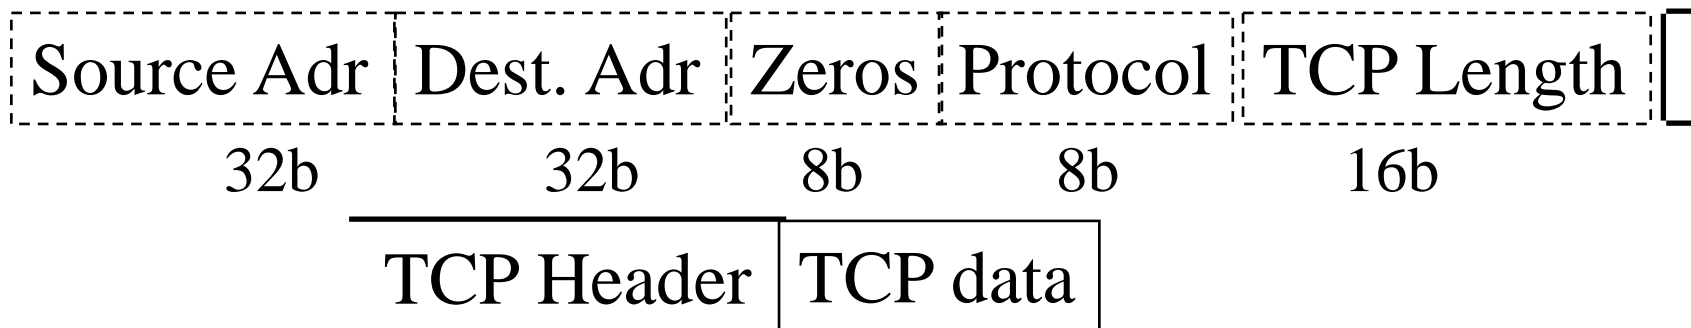 Source Adr Dest. Adr Zeros Protocol TCP Length
32b 32b 8b 8b 16b
TCP Header TCP data